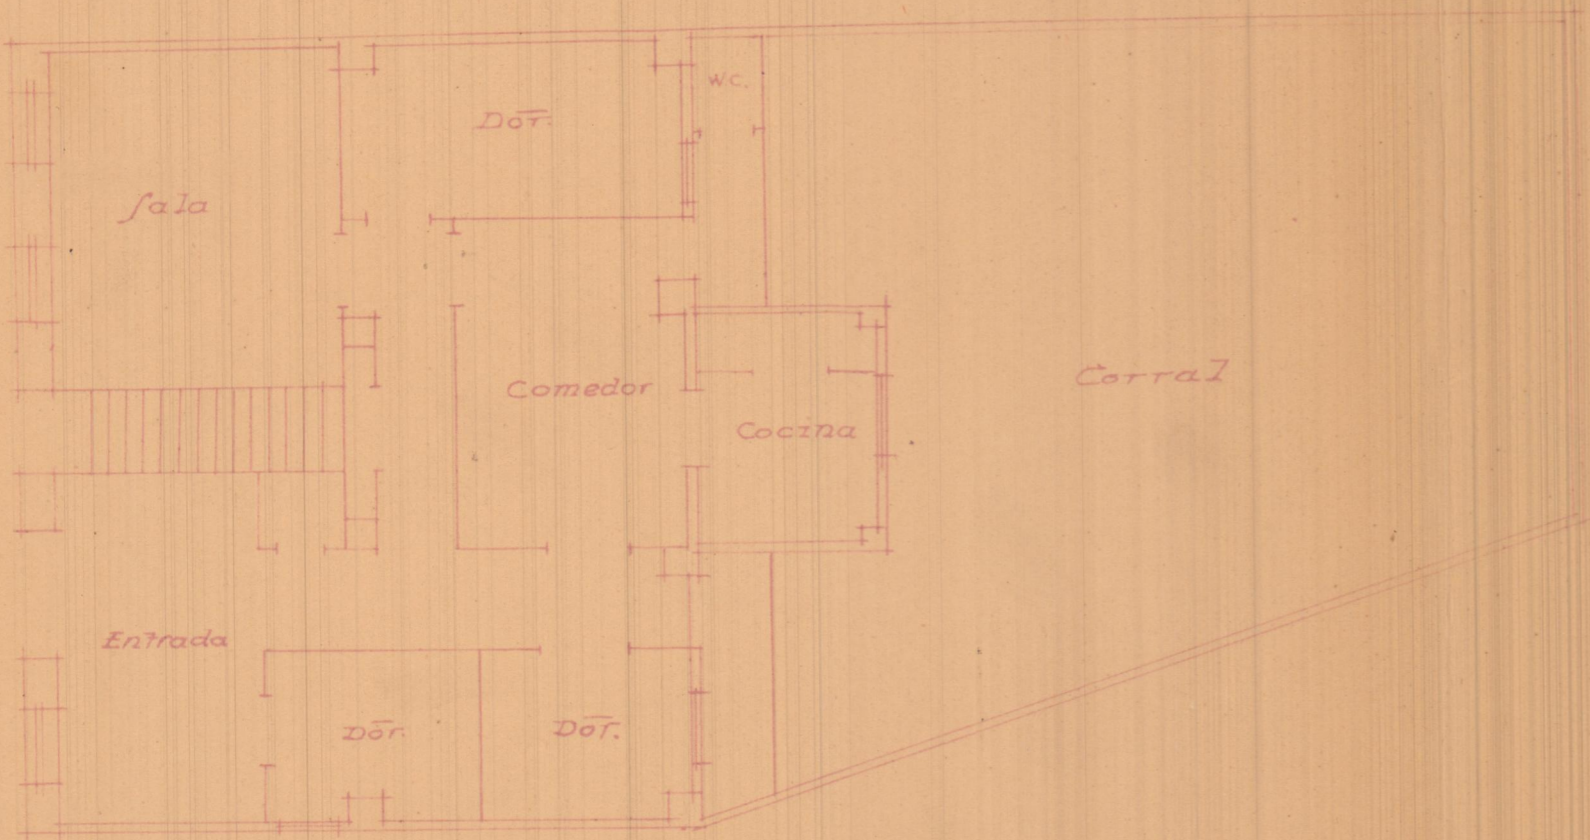 W.C.
Dor.
Sala
Comedor
Corral
Cocina
Entrada
Dor.
Dor.